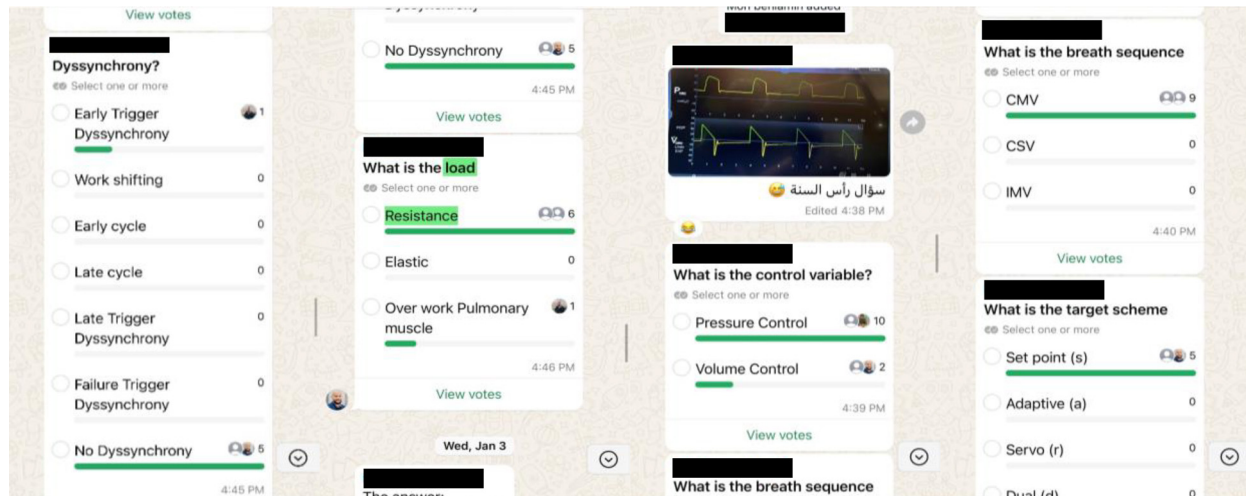 View votes
Dyssynchrony?
Select one or more
Early Trigger
Dyssynchrony
1
Work shifting
0
Early cycle
0
Late cycle
0
Late Trigger
Dyssynchrony
0
Failure Trigger
Dyssynchrony
0
No Dyssynchrony
5
4:45 PM
No Dyssynchrony
5
4:45 PM
View votes
What is the load
Select one or more
Resistance
6
Elastic
0
Over work Pulmonary
muscle
1
4:46 PM
View votes
Wed, Jan 3
The answer:
added
سؤال رأس السنة 😅
Edited 4:38 PM
😂
What is the control variable?
Select one or more
Pressure Control
10
Volume Control
2
4:39 PM
View votes
What is the breath sequence
What is the breath sequence
Select one or more
CMV
9
CSV
0
IMV
0
4:40 PM
View votes
What is the target scheme
Select one or more
Set point (s)
5
Adaptive (a)
0
Servo (r)
0
Dual (d)
0